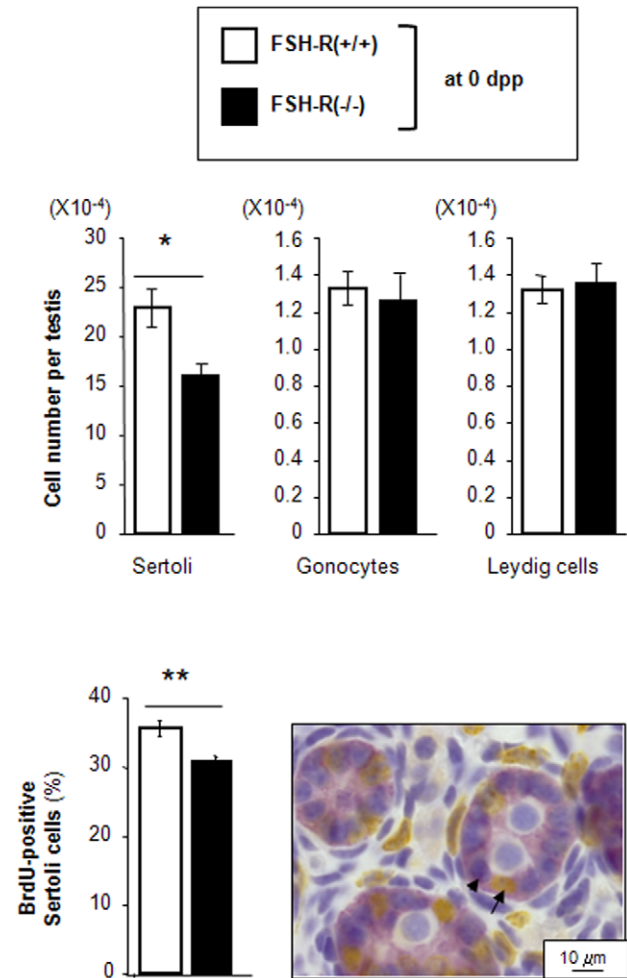 FSH-R(+/+)
FSH-R(-/-)
at 0 dpp
(X10-4) (X10-4) (X10-4)
Cell number per testis
30
25
20
15
10
5
0
*
Sertoli
1.6
1.4
1.2
1.0
0.8
0.6
0.4
0.2
0
Gonocytes
1.6
1.4
1.2
1.0
0.8
0.6
0.4
0.2
0
Leydig cells
BrdU-positive
Sertoli cells (%)
40
30
20
10
0
**
10 µm